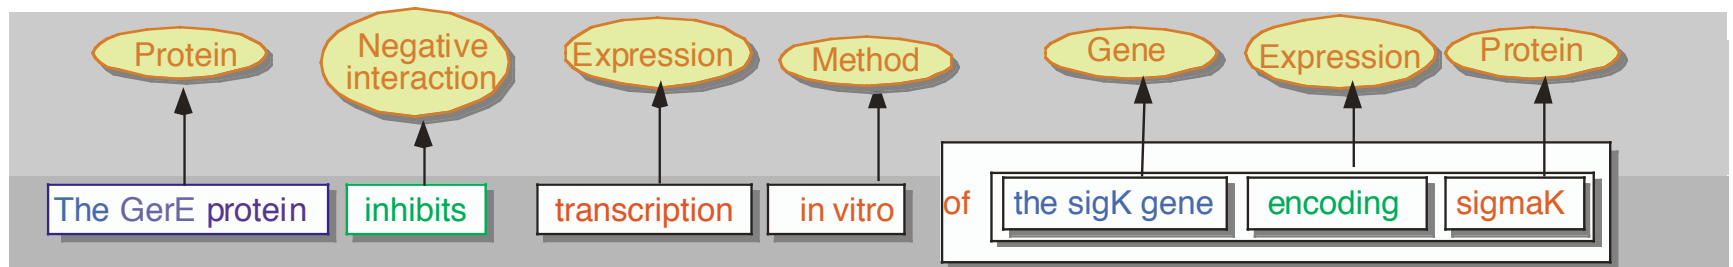 Protein
Negative
interaction
Expression
Method
Gene
Expression
Protein
The GerE protein
inhibits
transcription
in vitro
of
the sigK gene
encoding
sigmaK